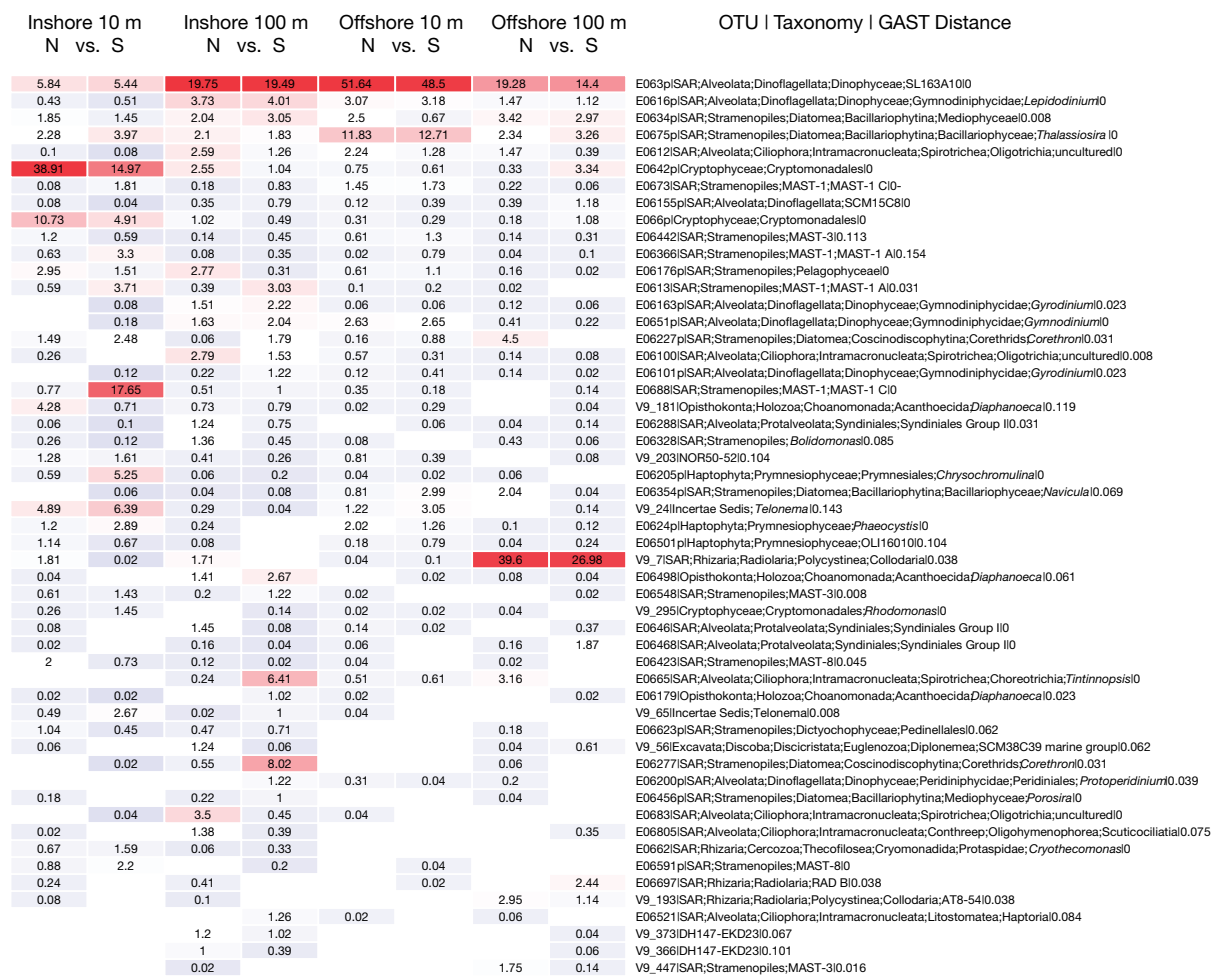 Inshore 10 m Inshore 100 m Offshore 10 m Offshore 100 m OTU | Taxonomy | GAST Distance
N vs. S N vs. S N vs. S N vs. S
5.84 5.44 19.75 19.49 51.64 48.5 19.28 14.4 E063p|SAR;Alveolata;Dinoflagellata;Dinophyceae;SL163A10|0
0.43 0.51 3.73 4.01 3.07 3.18 1.47 1.12 E0616p|SAR;Alveolata;Dinoflagellata;Dinophyceae;Gymnodiniphycidae;Lepidodinium|0
1.85 1.45 2.04 3.05 2.5 0.67 3.42 2.97 E0634p|SAR;Stramenopiles;Diatomea;Bacillariophytina;Mediophyceae|0.008
2.28 3.97 2.1 1.83 11.83 12.71 2.34 3.26 E0675p|SAR;Stramenopiles;Diatomea;Bacillariophytina;Bacillariophyceae;Thalassiosira |0
0.1 0.08 2.59 1.26 2.24 1.28 1.47 0.39 E0612|SAR;Alveolata;Ciliophora;Intramacronucleata;Spirotrichea;Oligotrichia;uncultured|0
38.91 14.97 2.55 1.04 0.75 0.61 0.33 3.34 E0642p|Cryptophyceae;Cryptomonadales|0
0.08 1.81 0.18 0.83 1.45 1.73 0.22 0.06 E0673|SAR;Stramenopiles;MAST-1;MAST-1 C|0-
0.08 0.04 0.35 0.79 0.12 0.39 0.39 1.18 E06155p|SAR;Alveolata;Dinoflagellata;SCM15C8|0
10.73 4.91 1.02 0.49 0.31 0.29 0.18 1.08 E066p|Cryptophyceae;Cryptomonadales|0
1.2 0.59 0.14 0.45 0.61 1.3 0.14 0.31 E06442|SAR;Stramenopiles;MAST-3|0.113
0.63 3.3 0.08 0.35 0.02 0.79 0.04 0.1 E06366|SAR;Stramenopiles;MAST-1;MAST-1 A|0.154
2.95 1.51 2.77 0.31 0.61 1.1 0.16 0.02 E06176p|SAR;Stramenopiles;Pelagophyceae|0
0.59 3.71 0.39 3.03 0.1 0.2 0.02 E0613|SAR;Stramenopiles;MAST-1;MAST-1 A|0.031
0.08 1.51 2.22 0.06 0.06 0.12 0.06 E06163p|SAR;Alveolata;Dinoflagellata;Dinophyceae;Gymnodiniphycidae;Gyrodinium|0.023
0.18 1.63 2.04 2.63 2.65 0.41 0.22 E0651p|SAR;Alveolata;Dinoflagellata;Dinophyceae;Gymnodiniphycidae;Gymnodinium|0
1.49 2.48 0.06 1.79 0.16 0.88 4.5 E06227p|SAR;Stramenopiles;Diatomea;Coscinodiscophytina;Corethrids;Corethron|0.031
0.26 2.79 1.53 0.57 0.31 0.14 0.08 E06100|SAR;Alveolata;Ciliophora;Intramacronucleata;Spirotrichea;Oligotrichia;uncultured|0.008
0.12 0.22 1.22 0.12 0.41 0.14 0.02 E06101p|SAR;Alveolata;Dinoflagellata;Dinophyceae;Gymnodiniphycidae;Gyrodinium|0.023
0.77 17.65 0.51 1 0.35 0.18 0.14 E0688|SAR;Stramenopiles;MAST-1;MAST-1 C|0
4.28 0.71 0.73 0.79 0.02 0.29 0.04 V9_181|Opisthokonta;Holozoa;Choanomonada;Acanthoecida;Diaphanoeca|0.119
0.06 0.1 1.24 0.75 0.06 0.04 0.14 E06288|SAR;Alveolata;Protalveolata;Syndiniales;Syndiniales Group I|0.031
0.26 0.12 1.36 0.45 0.08 0.43 0.06 E06328|SAR;Stramenopiles;Bolidomonas|0.085
1.28 1.61 0.41 0.26 0.81 0.39 0.08 V9_203|NOR50-52|0.104
0.59 5.25 0.06 0.2 0.04 0.02 0.06 E06205p|Haptophyta;Prymnesiophyceae;Prymnesiales;Chrysochromulina|0
0.06 0.04 0.08 0.81 2.99 2.04 0.04 E06354p|SAR;Stramenopiles;Diatomea;Bacillariophytina;Bacillariophyceae;Navicula|0.069
4.89 6.39 0.29 0.04 1.22 3.05 0.14 V9_24|Incertae Sedis;Telonema|0.143
1.2 2.89 0.24 2.02 1.26 0.1 0.12 E0624p|Haptophyta;Prymnesiophyceae;Phaeocystis|0
1.14 0.67 0.08 0.18 0.79 0.04 0.24 E06501p|Haptophyta;Prymnesiophyceae;OLI16010|0.104
1.81 0.02 1.71 0.04 0.1 39.6 26.98 V9_7|SAR;Rhizaria;Radiolaria;Polycystinea;Collodaria|0.038
0.04 1.41 2.67 0.02 0.08 0.04 E06498|Opisthokonta;Holozoa;Choanomonada;Acanthoecida;Diaphanoeca|0.061
0.61 1.43 0.2 1.22 0.02 0.02 E06548|SAR;Stramenopiles;MAST-3|0.008
0.26 1.45 0.14 0.02 0.02 0.04 V9_295|Cryptophyceae;Cryptomonadales;Rhodomonas|0
0.08 1.45 0.08 0.14 0.02 0.37 E0646|SAR;Alveolata;Protalveolata;Syndiniales;Syndiniales Group I|0
0.02 0.16 0.04 0.06 0.16 1.87 E06468|SAR;Alveolata;Protalveolata;Syndiniales;Syndiniales Group I|0
2 0.73 0.12 0.02 0.04 0.02 E06423|SAR;Stramenopiles;MAST-8|0.045
0.24 6.41 0.51 0.61 3.16 E0665|SAR;Alveolata;Ciliophora;Intramacronucleata;Spirotrichea;Choreotrichia;Tintinnopsis|0
0.02 0.02 1.02 0.02 0.02 E06179|Opisthokonta;Holozoa;Choanomonada;Acanthoecida;Diaphanoeca|0.023
0.49 2.67 0.02 1 0.04 V9_65|Incertae Sedis;Telonema|0.008
1.04 0.45 0.47 0.71 0.18 E06623p|SAR;Stramenopiles;Dictyochophyceae;Pedinellales|0.062
0.06 1.24 0.06 0.04 0.61 V9_56|Excavata;Discoba;Discicristata;Euglenozoa;Diplonemea;SCM38C39 marine group|0.062
0.02 0.55 8.02 0.06 E06277|SAR;Stramenopiles;Diatomea;Coscinodiscophytina;Corethrids;Corethron|0.031
1.22 0.31 0.04 0.2 E06200p|SAR;Alveolata;Dinoflagellata;Dinophyceae;Peridiniphycidae;Peridiniales;Protoperidinium|0.039
0.18 0.22 1 0.04 E06456p|SAR;Stramenopiles;Diatomea;Bacillariophytina;Mediophyceae;Porosira|0
0.04 3.5 0.45 0.04 E0683|SAR;Alveolata;Ciliophora;Intramacronucleata;Spirotrichea;Oligotrichia;uncultured|0
0.02 1.38 0.39 0.35 E06805|SAR;Alveolata;Ciliophora;Intramacronucleata;Conthreep;Oligohymenophorea;Scuticociliatia|0.075
0.67 1.59 0.06 0.33 E0662|SAR;Rhizaria;Cercozoa;Thecofilosea;Cryomonadida;Protaspidae;Cryothecomonas|0
0.88 2.2 0.2 0.04 E06591p|SAR;Stramenopiles;MAST-8|0
0.24 0.41 0.02 2.44 E06697|SAR;Rhizaria;Radiolaria;RAD B|0.038
0.08 0.1 2.95 1.14 V9_193|SAR;Rhizaria;Radiolaria;Polycystinea;Collodaria;AT8-54|0.038
1.26 0.02 0.06 E06521|SAR;Alveolata;Ciliophora;Intramacronucleata;Litostomatea;Haptoria|0.084
1.2 1.02 0.04 V9_373|DH147-EKD23|0.067
1 0.39 0.06 V9_366|DH147-EKD23|0.101
0.02 1.75 0.14 V9_447|SAR;Stramenopiles;MAST-3|0.016